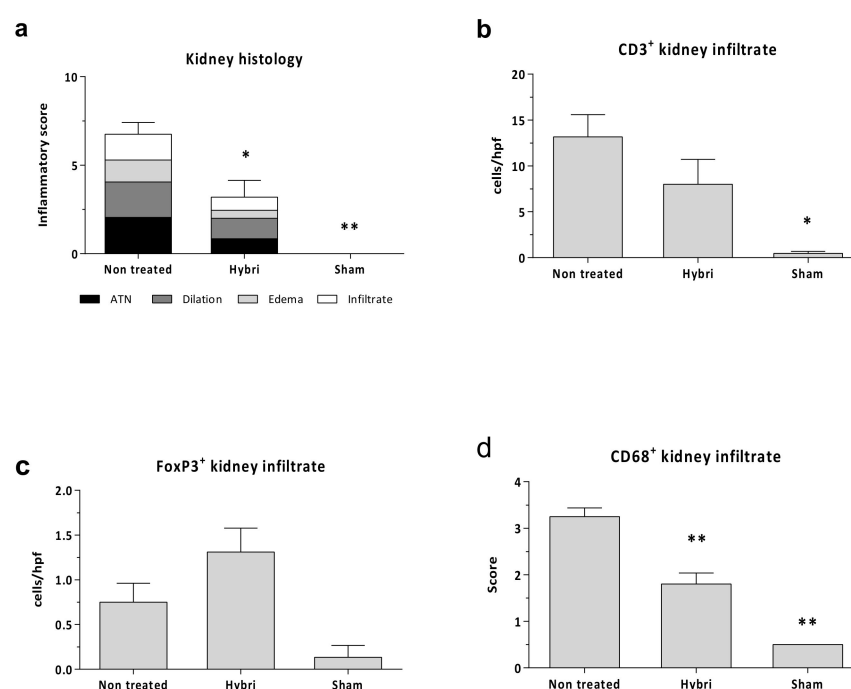 a
Kidney histology
10
5
0
Inflammatory score
*
**
Non treated Hybri Sham
ATN Dilation Edema Infiltrate
b
CD3+ kidney infiltrate
20
15
10
5
0
cells/hpf
*
Non treated Hybri Sham
c
FoxP3+ kidney infiltrate
2.0
1.5
1.0
0.5
0.0
cells/hpf
Non treated Hybri Sham
d
CD68+ kidney infiltrate
4
3
2
1
0
Score
**
**
Non treated Hybri Sham